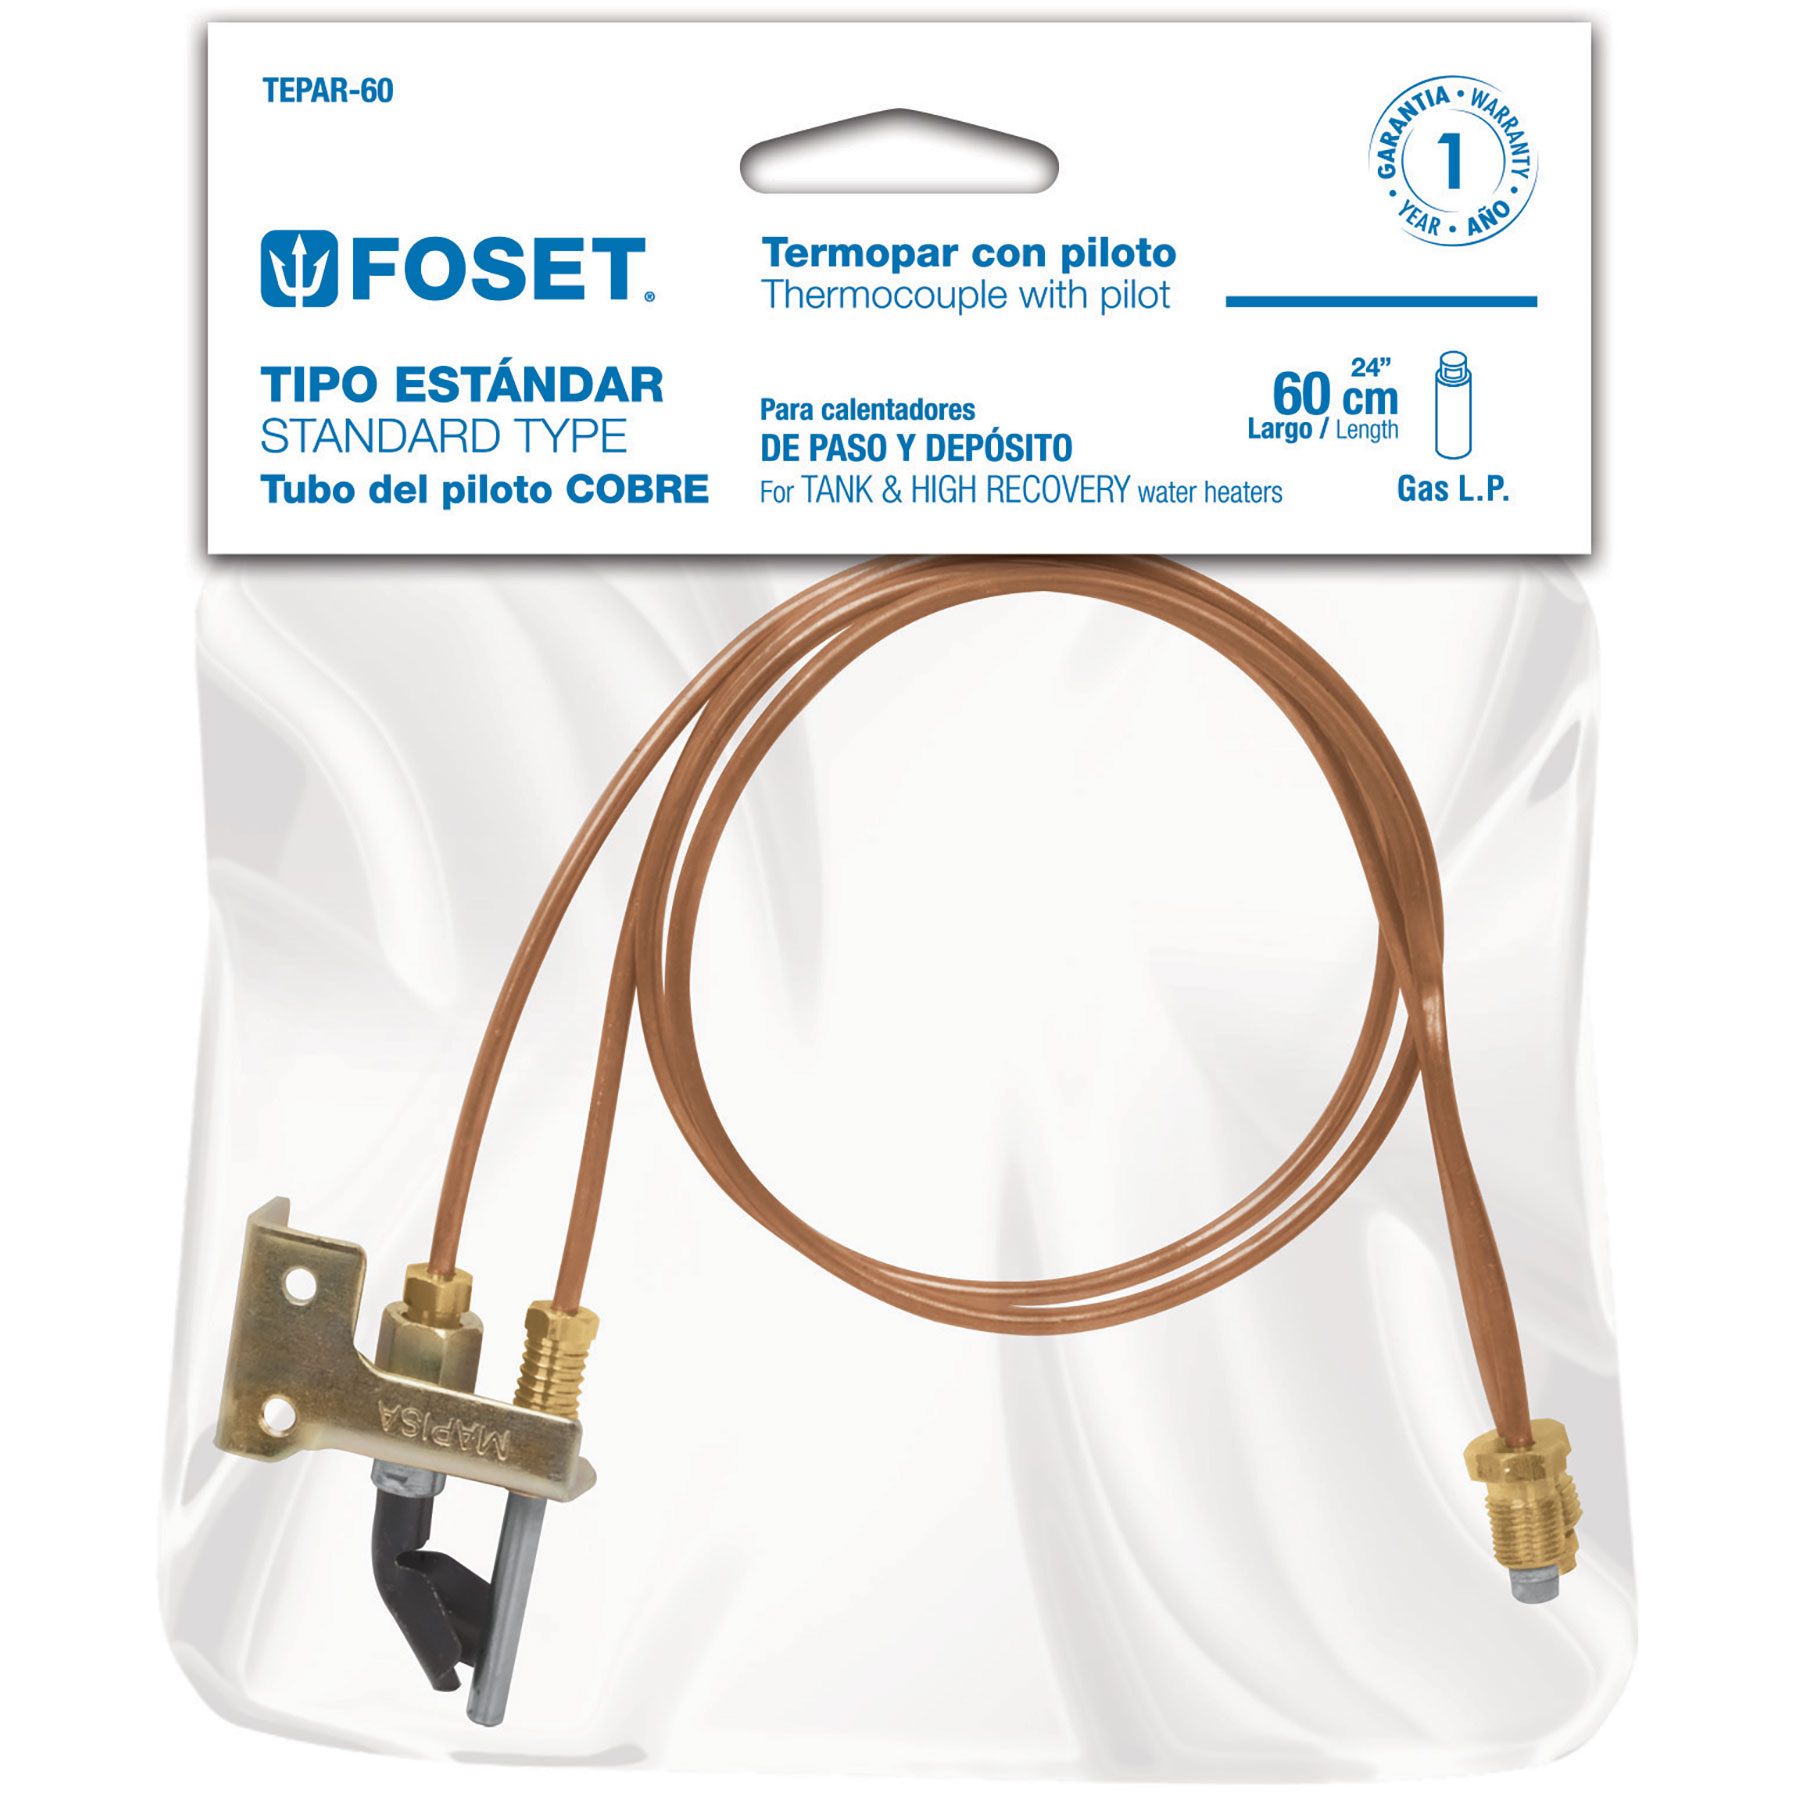 TEPAR-60
GARANTIA • WARRANTY •
1
YEAR • AÑO •
FOSET®
Termopar con piloto
Thermocouple with pilot
TIPO ESTÁNDAR
STANDARD TYPE
Tubo del piloto COBRE
Para calentadores
DE PASO Y DEPÓSITO
For TANK & HIGH RECOVERY water heaters
24”
60 cm
Largo / Length
Gas L.P.
MAPISA